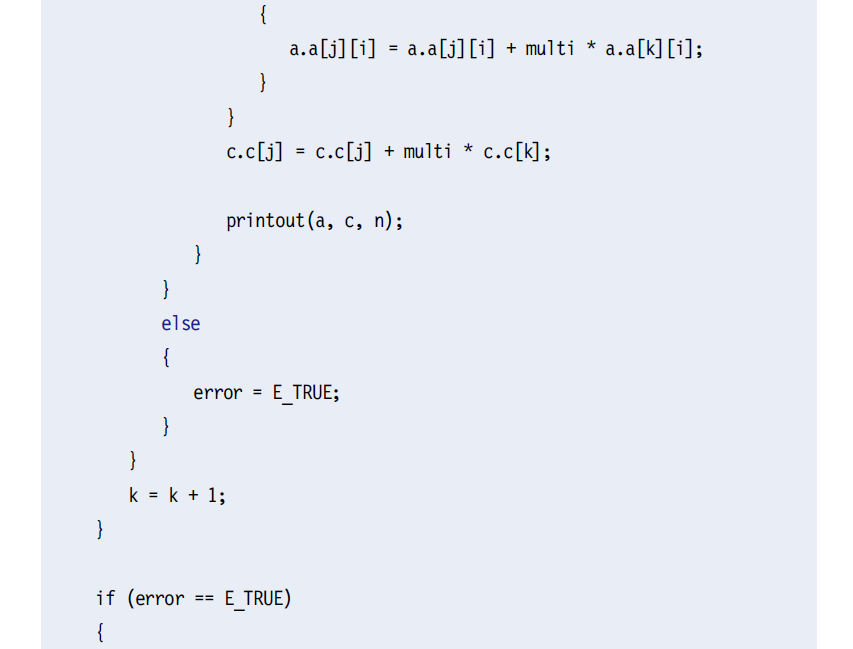 {
a.a[j][i] = a.a[j][i] + multi * a.a[k][i];
}
}
c.c[j] = c.c[j] + multi * c.c[k];
printout(a, c, n);
}
}
else
{
error = E_TRUE;
}
}
k = k + 1;
}
if (error == E_TRUE)
{